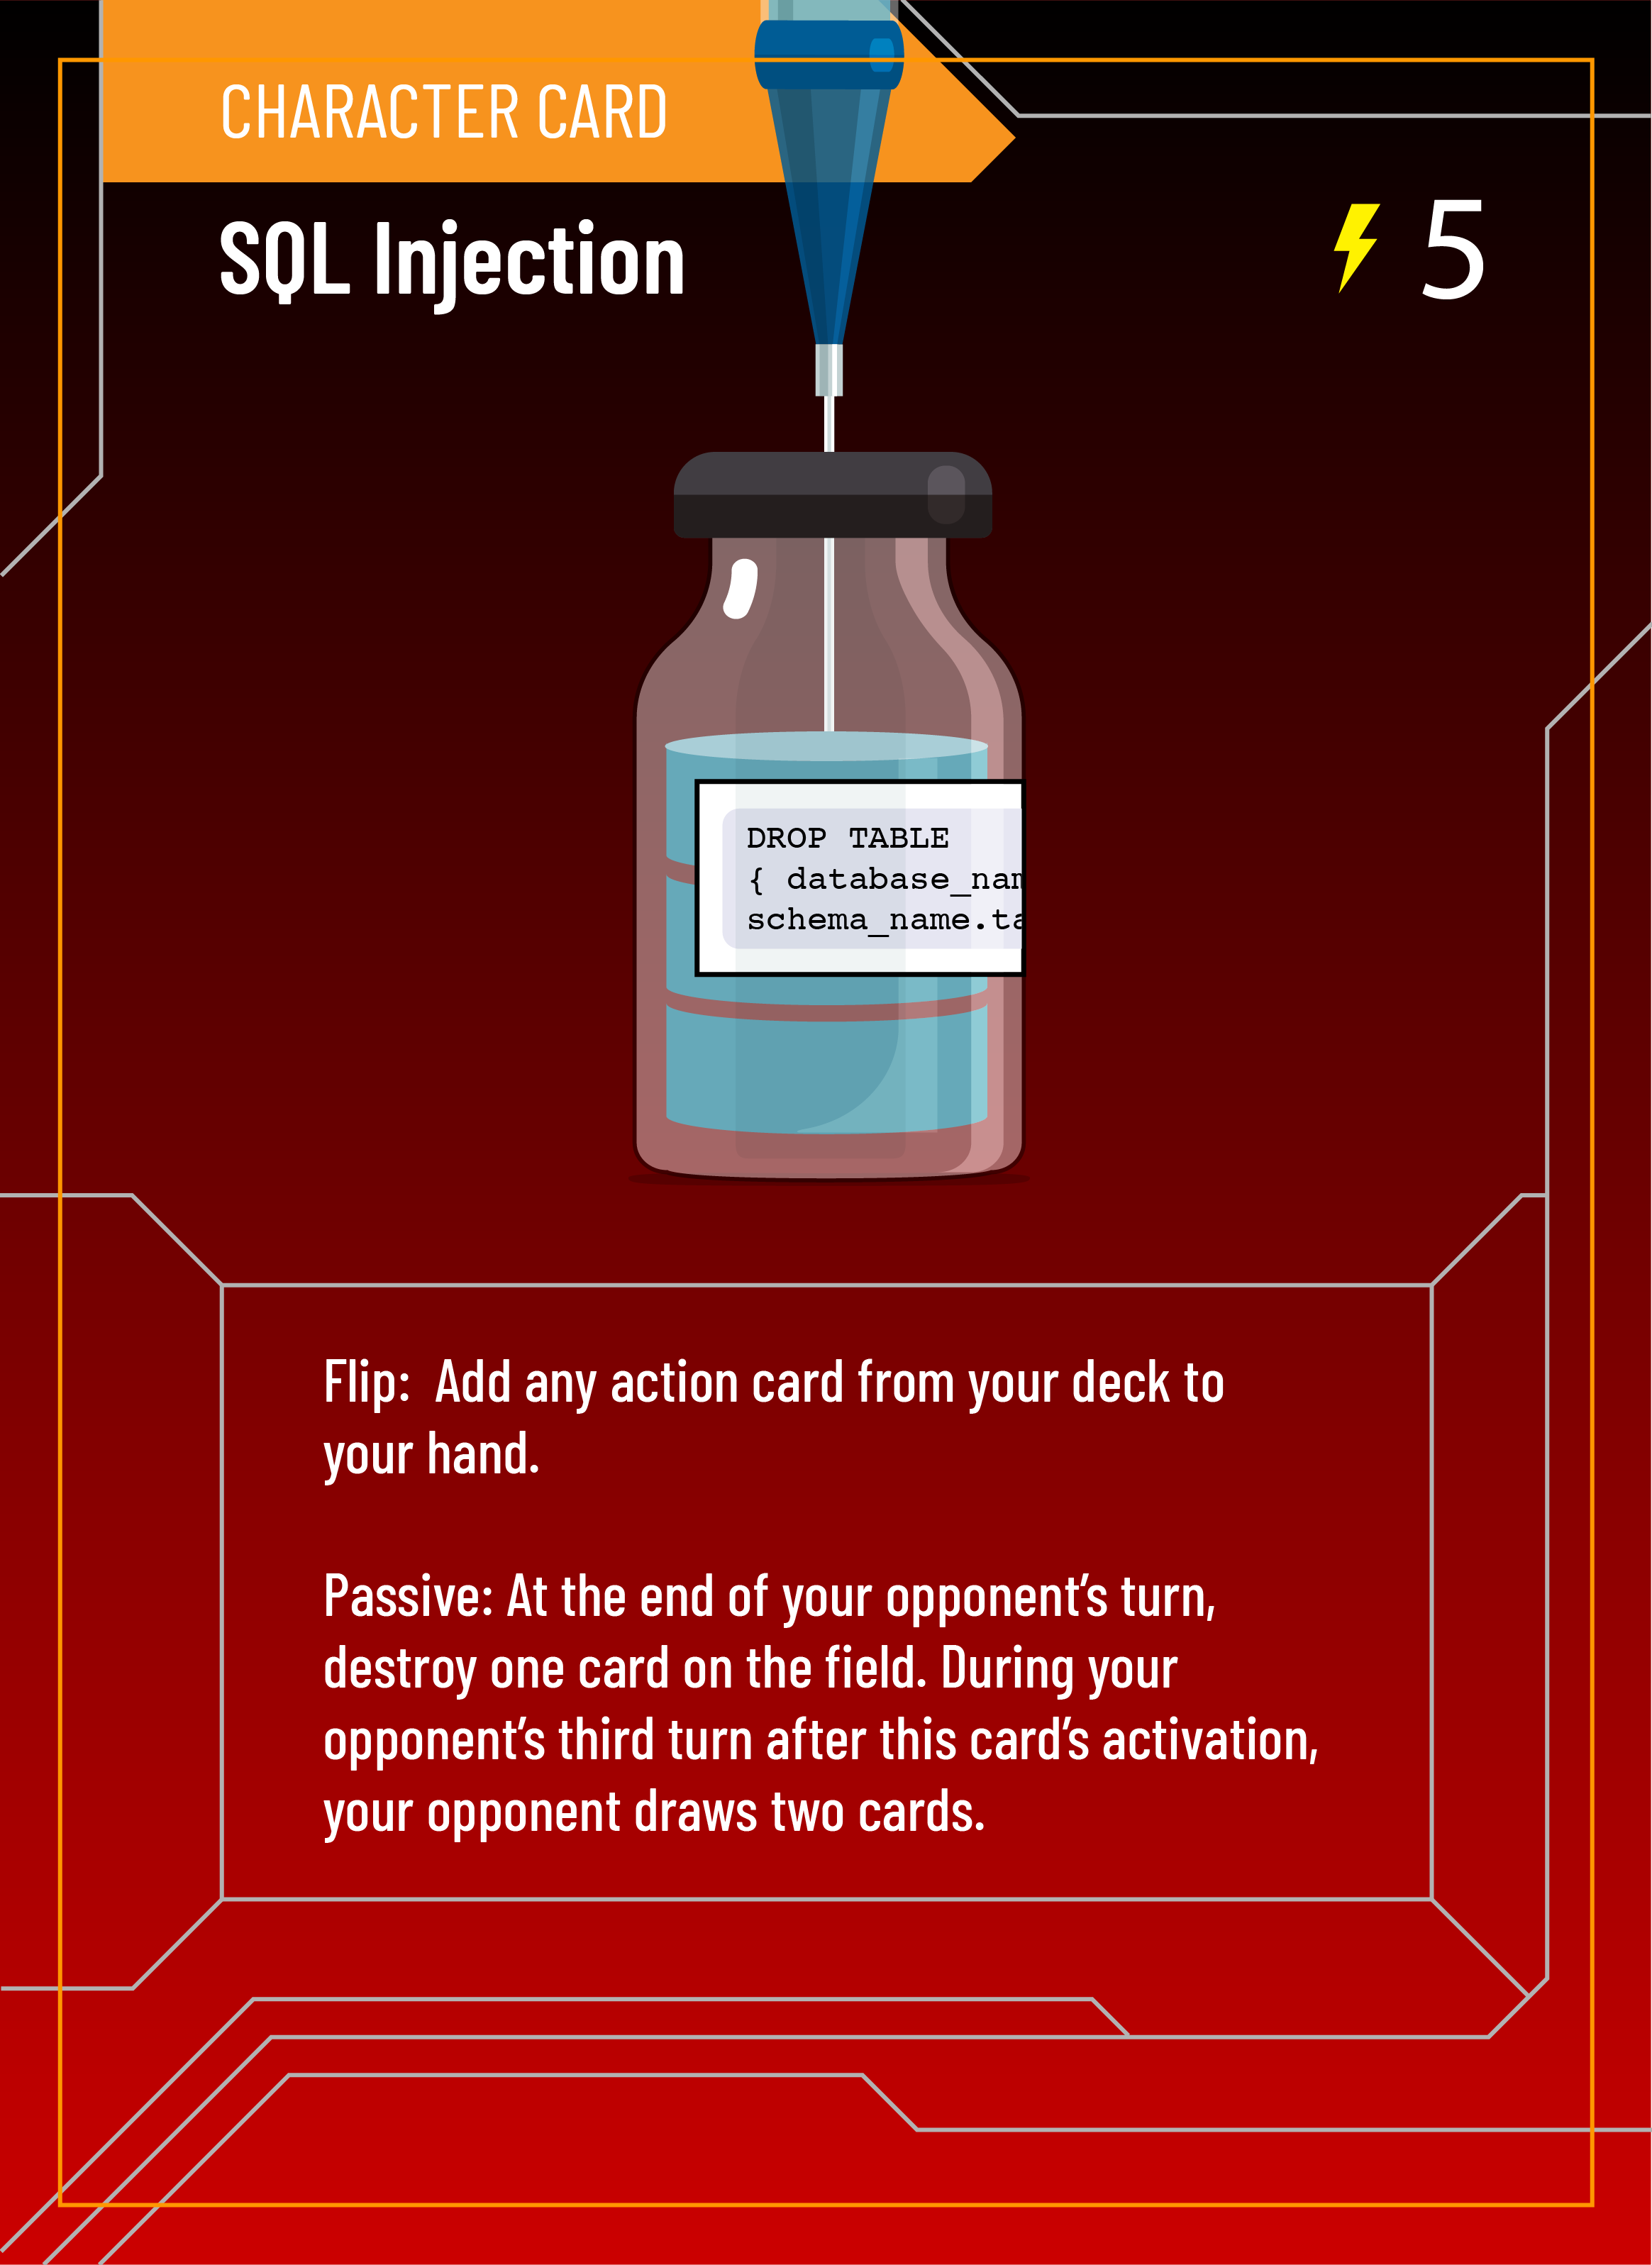 CHARACTER CARD
SQL Injection
5
DROP TABLE
{ database_nam
schema_name.ta
Flip:  Add any action card from your deck to
your hand.
Passive: At the end of your opponent’s turn,
destroy one card on the field. During your
opponent’s third turn after this card’s activation,
your opponent draws two cards.